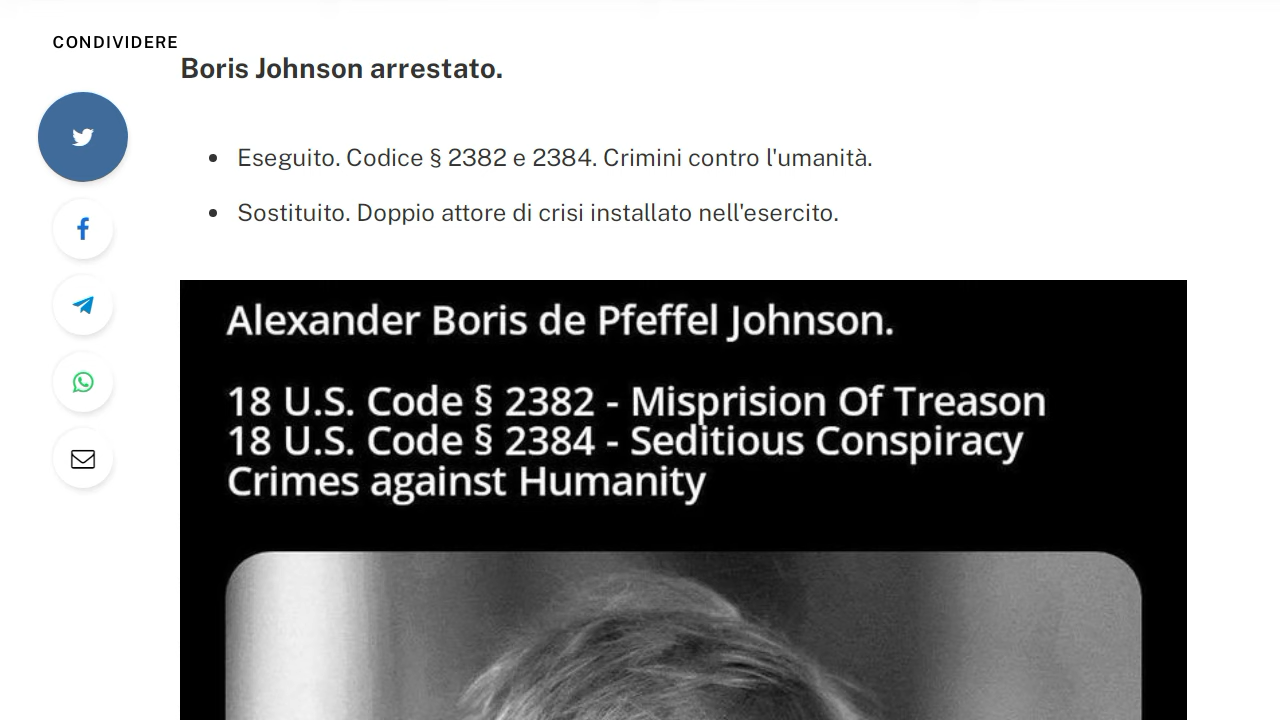 CONDIVIDERE
Boris Johnson arrestato.
Eseguito. Codice § 2382 e 2384. Crimini contro l'umanità.
Sostituito. Doppio attore di crisi installato nell'esercito.
Alexander Boris de Pfeffel Johnson.
18 U.S. Code § 2382 - Misprision Of Treason
18 U.S. Code § 2384 - Seditious Conspiracy
Crimes against Humanity